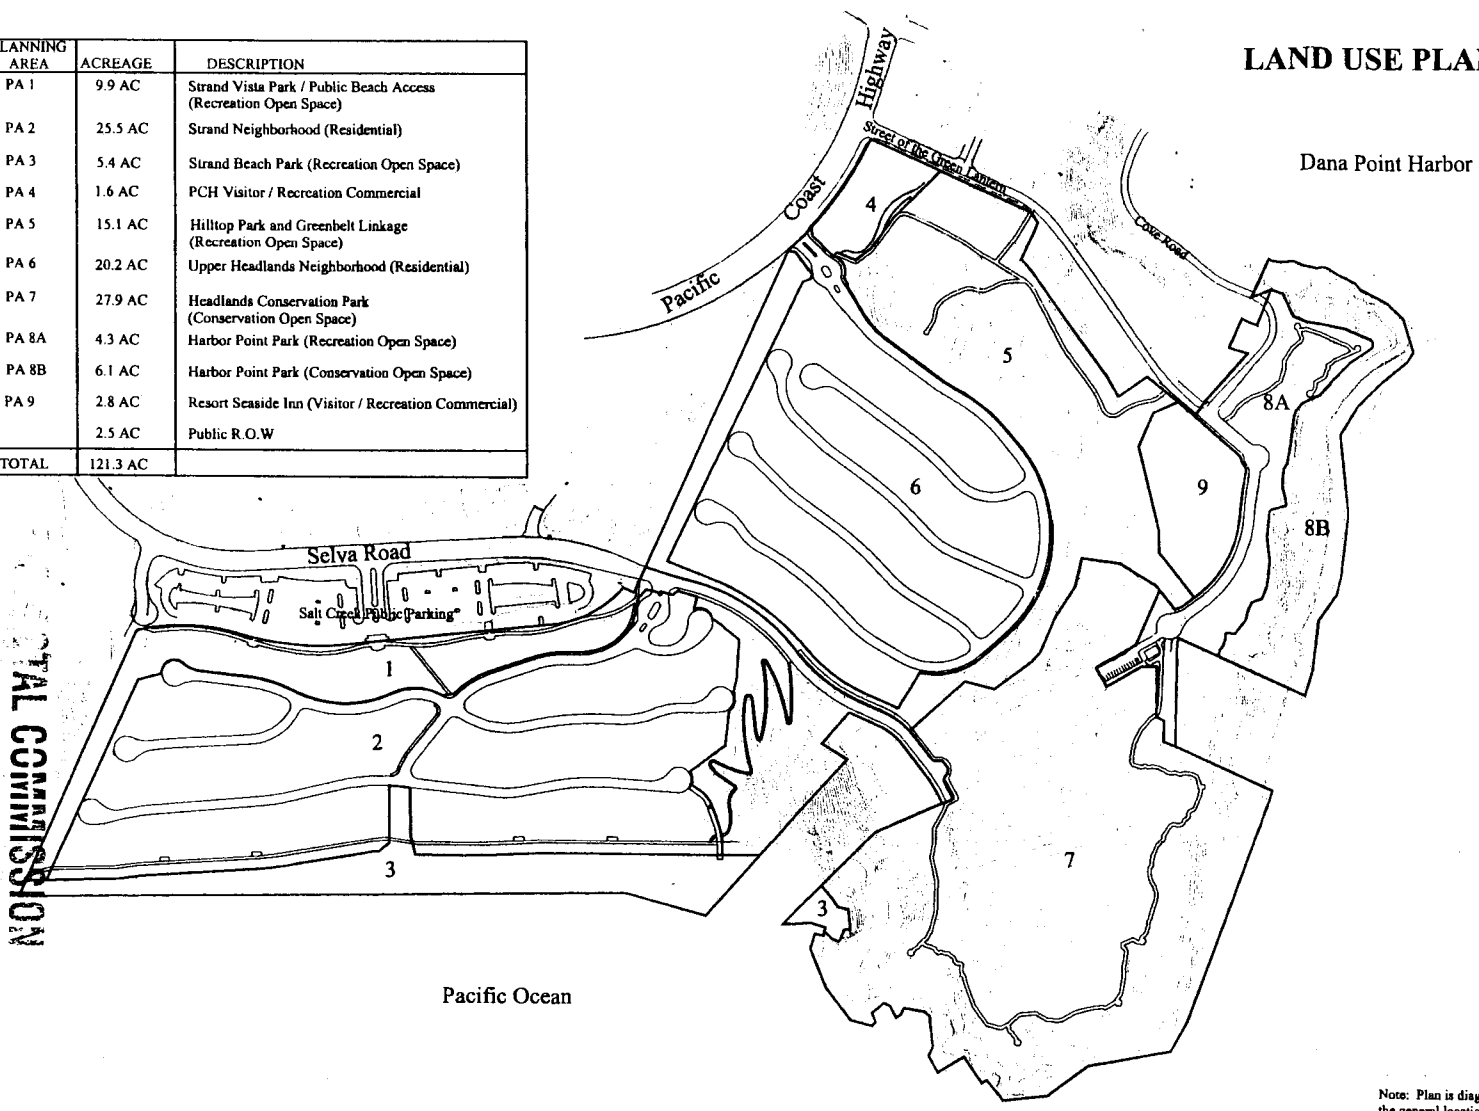 LANNING
AREA ACREAGE DESCRIPTION
PA 1 9.9 AC Strand Vista Park / Public Beach Access
(Recreation Open Space)
PA 2 25.5 AC Strand Neighborhood (Residential)
PA 3 5.4 AC Strand Beach Park (Recreation Open Space)
PA 4 1.6 AC PCH Visitor / Recreation Commercial
PA 5 15.1 AC Hilltop Park and Greenbelt Linkage
(Recreation Open Space)
PA 6 20.2 AC Upper Headlands Neighborhood (Residential)
PA 7 27.9 AC Headlands Conservation Park
(Conservation Open Space)
PA 8A 4.3 AC Harbor Point Park (Recreation Open Space)
PA 8B 6.1 AC Harbor Point Park (Conservation Open Space)
PA 9 2.8 AC Resort Seaside Inn (Visitor / Recreation Commercial)
2.5 AC Public R.O.W
TOTAL 121.3 AC
LAND USE PLA
Dana Point Harbor
Pacific Coast Highway
Street of the Green Lantern
Cove Road
4
5
8A
6
9
8B
Selva Road
Salt Creek Public Parking
1
2
3
7
3
TAL COMMISSION
Pacific Ocean
Note: Plan is diag
the general locatio